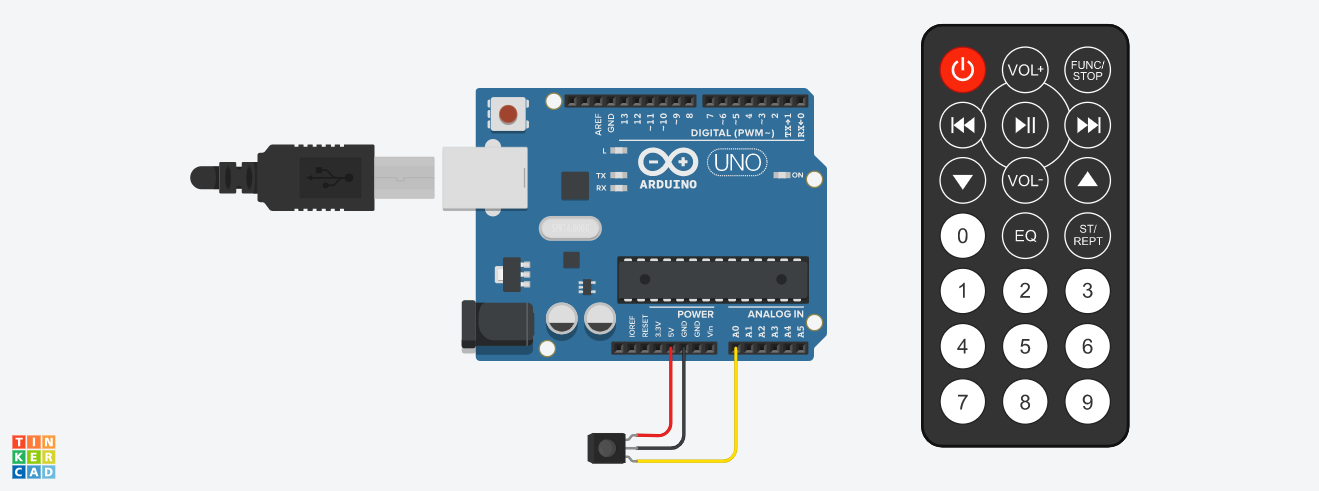 AREF
GND
13
12
~11
~10
~9
8
7
~6
~5
4
~3
2
TX→1
RX←0
DIGITAL (PWM~)
L
TX
RX
ARDUINO
UNO
ON
POWER
ANALOG IN
IOREF
RESET
3.3V
5V
GND
GND
Vin
A0
A1
A2
A3
A4
A5
VOL+
FUNC/
STOP
VOL-
0
EQ
ST/
REPT
1 2 3
4 5 6
7 8 9
TIN
KER
CAD